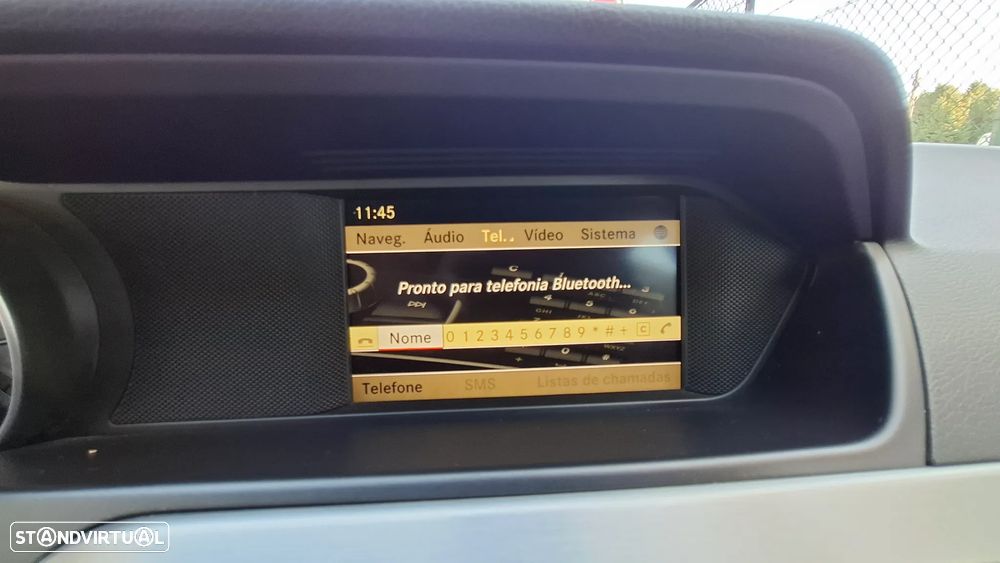 11:45
Naveg. Áudio Tel. Vídeo Sistema
Pronto para telefonia Bluetooth...
Nome 0 1 2 3 4 5 6 7 8 9 * # + C
Telefone SMS Listas de chamadas
STANDVIRTUAL